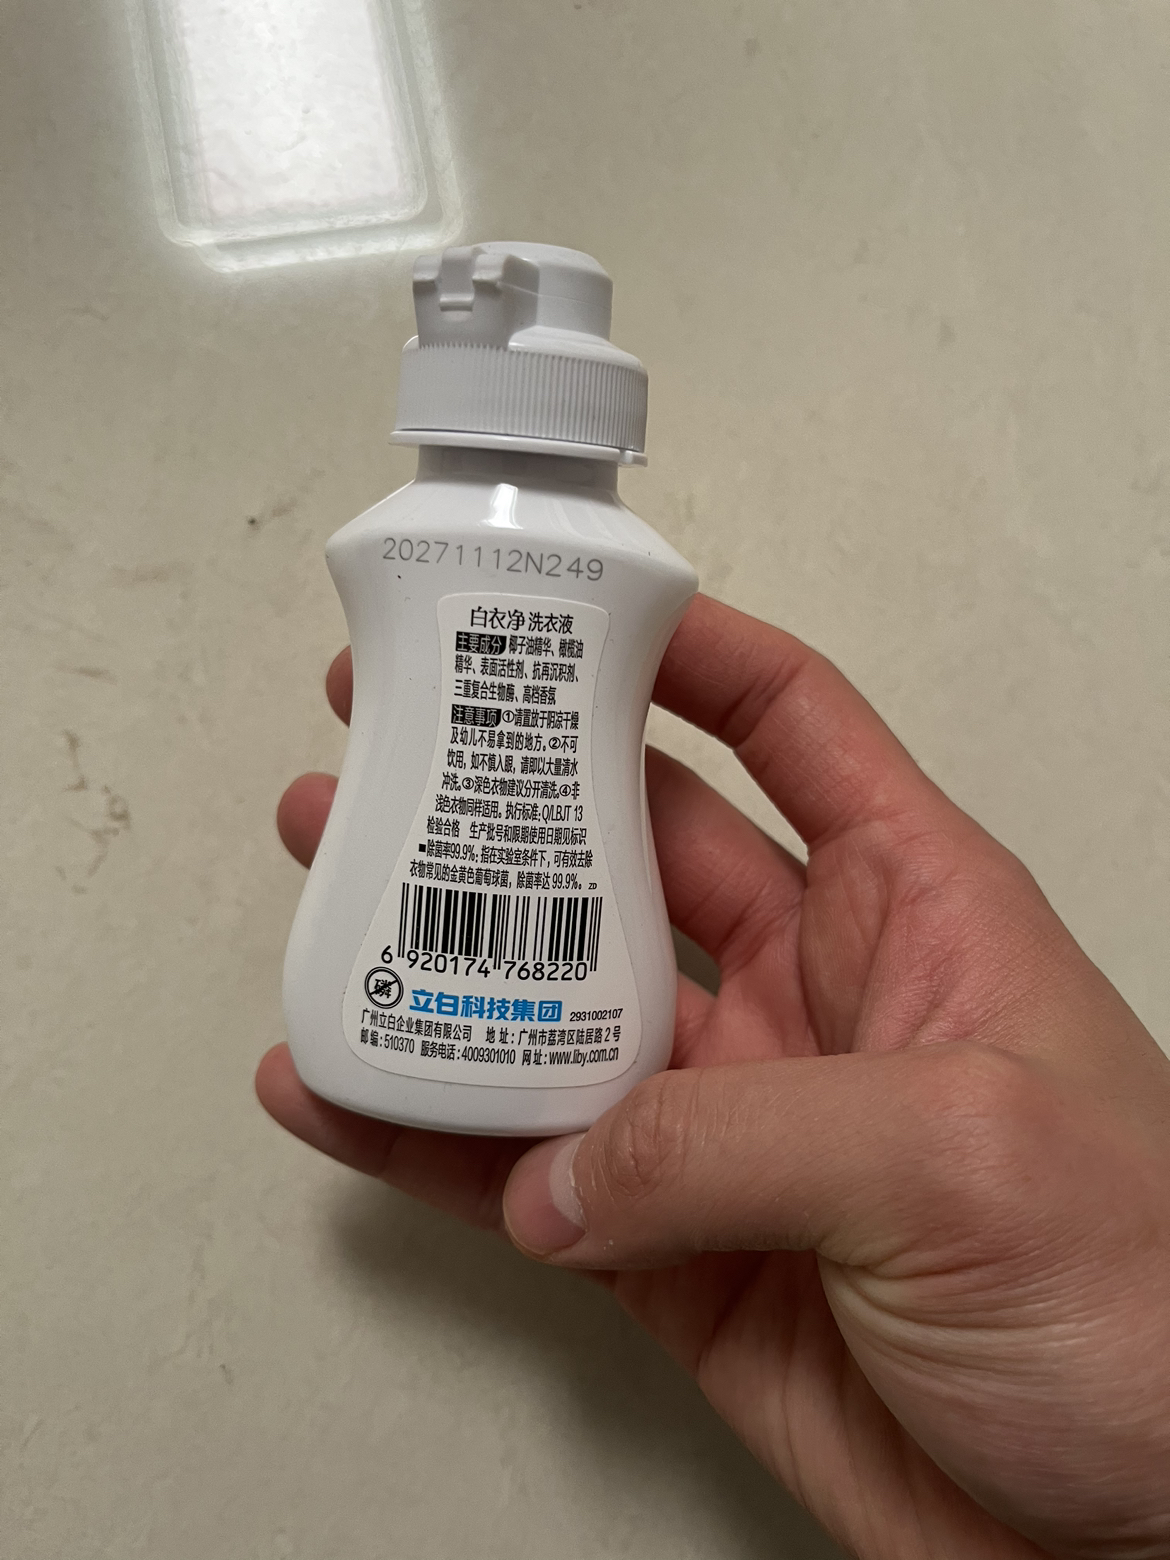 20271112N249
白衣净 洗衣液
主要成分 椰子油精华、橄榄油
精华、表面活性剂、抗再沉积剂、
三重复合生物酶、高档香氛
注意事项 ①请置放于阴凉干燥
及幼儿不易拿到的地方。②不可
饮用，如不慎入眼，请即以大量清水
冲洗。③深色衣物建议分开清洗。④非
浅色衣物同样适用。执行标准：Q/LBJT 13
检验合格 生产批号和限期使用日期见标识
■除菌率99.9%：指在实验室条件下，可有效去除
衣物常见的金黄色葡萄球菌，除菌率达 99.9%。 ZD
6 920174 768220
磷
立白科技集团 2931002107
广州立白企业集团有限公司 地址：广州市荔湾区陆居路 2 号
邮编：510370 服务电话：4009301010 网址：www.liby.com.cn